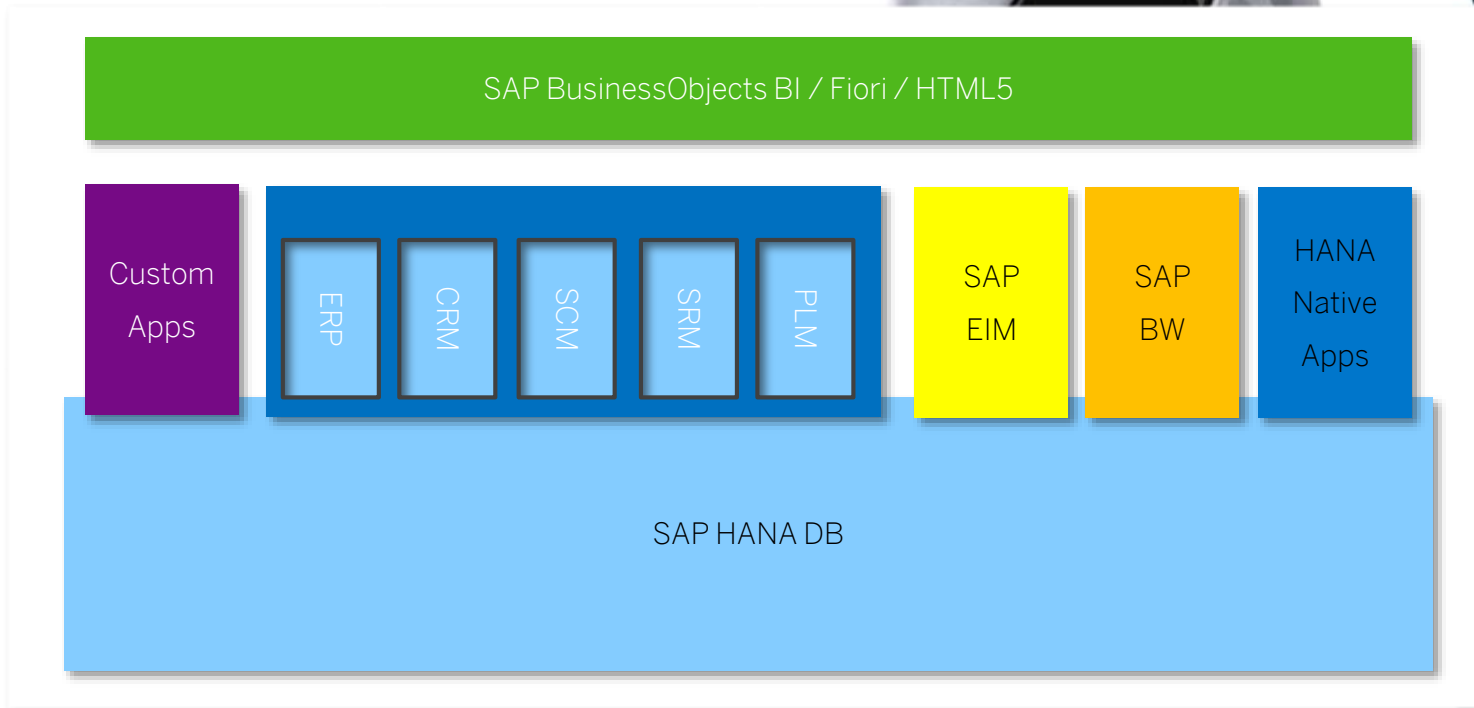 SAP BusinessObjects BI / Fiori / HTML5
Custom
Apps
ERP
CRM
SCM
SRM
PLM
SAP
EIM
SAP
BW
HANA
Native
Apps
SAP HANA DB